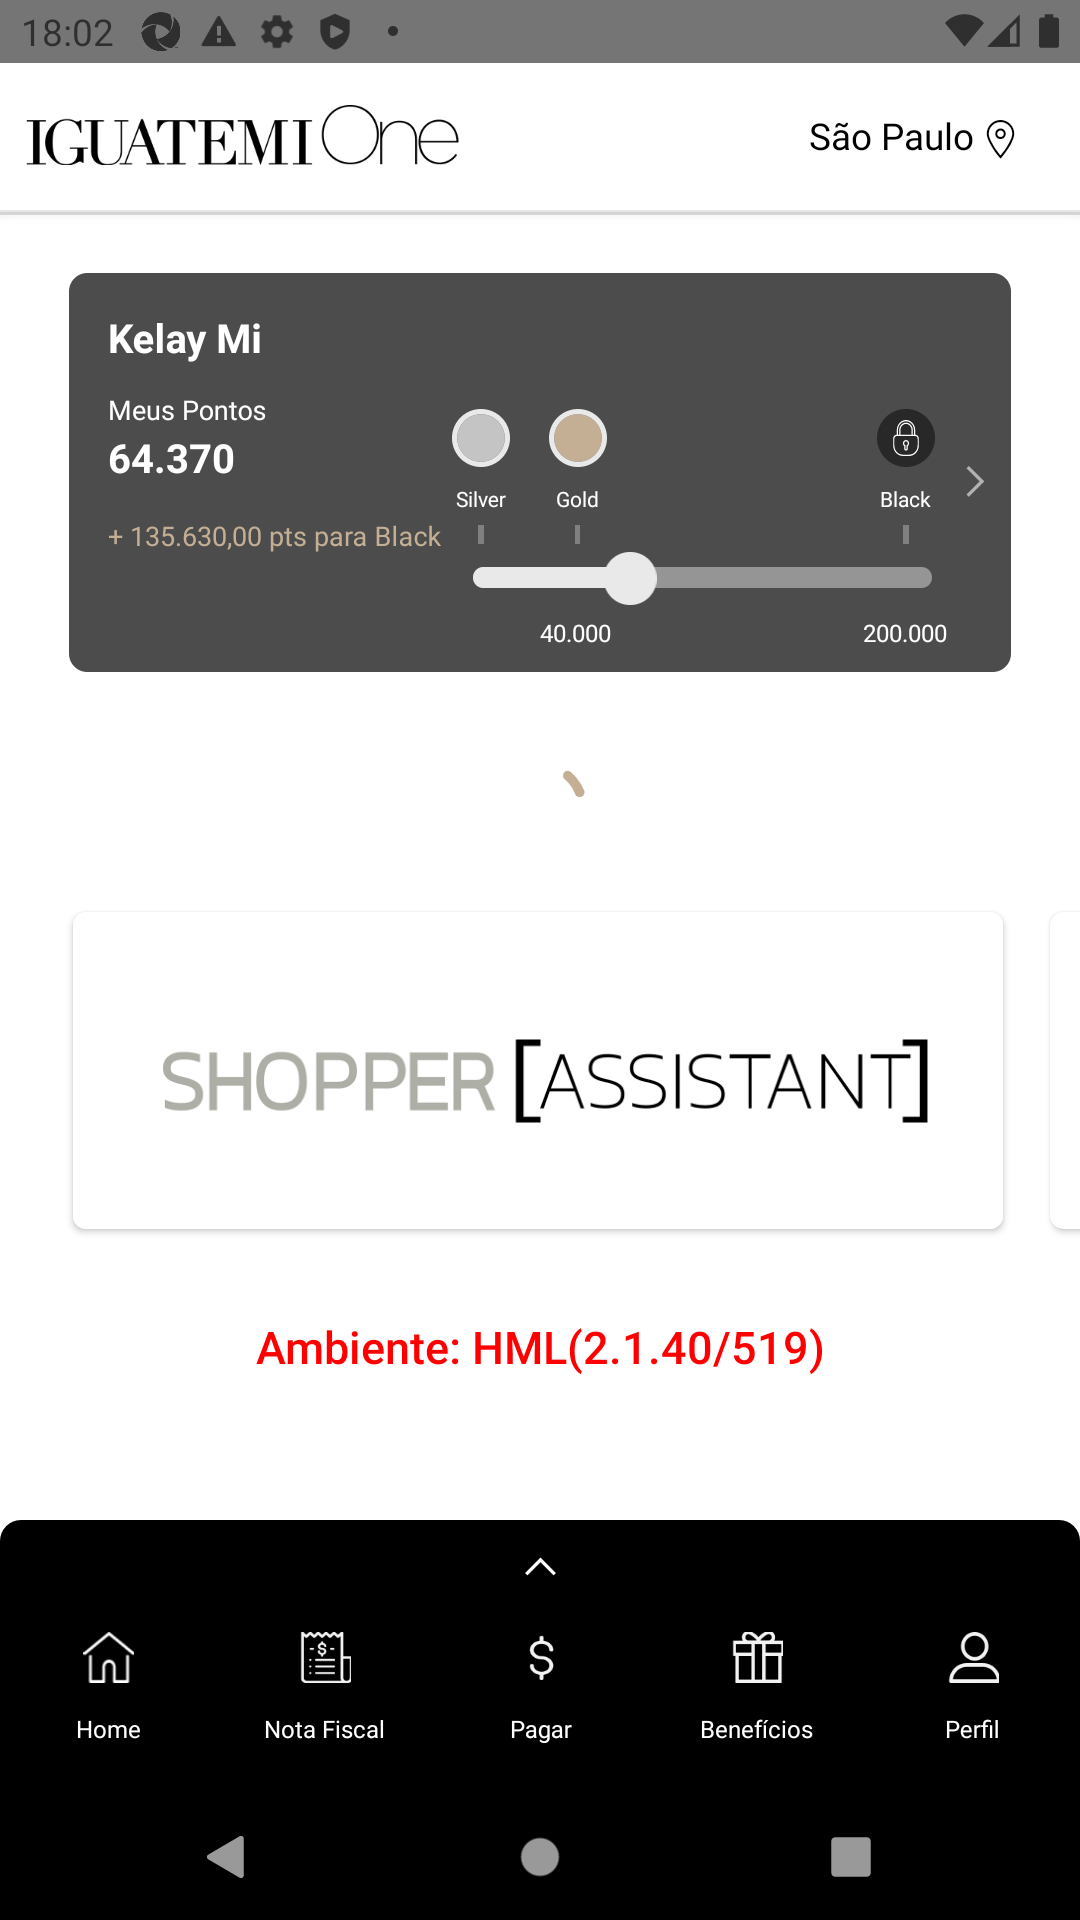 18:02
IGUATEMI One
São Paulo
Kelay Mi
Meus Pontos
64.370
+ 135.630,00 pts para Black
Silver
Gold
Black
40.000
200.000
SHOPPER [ASSISTANT]
Ambiente: HML(2.1.40/519)
Home
Nota Fiscal
Pagar
Benefícios
Perfil